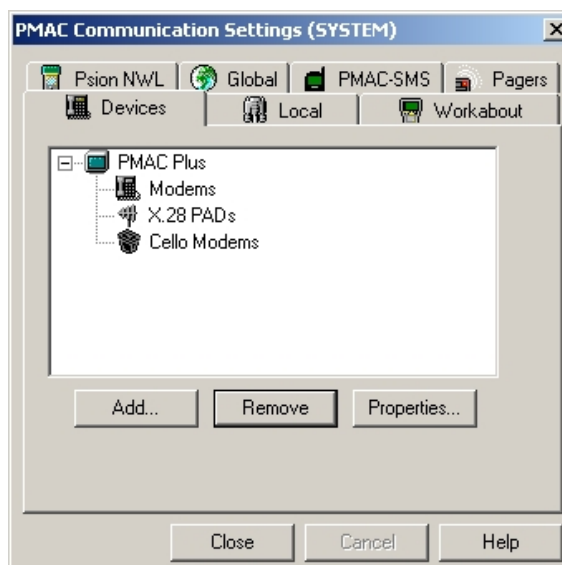 PMAC Communication Settings (SYSTEM)
Psion NWL Global PMAC-SMS Pagers
Devices Local Workabout
PMAC Plus
Modems
X.28 PADs
Cello Modems
Add... Remove Properties...
Close Cancel Help